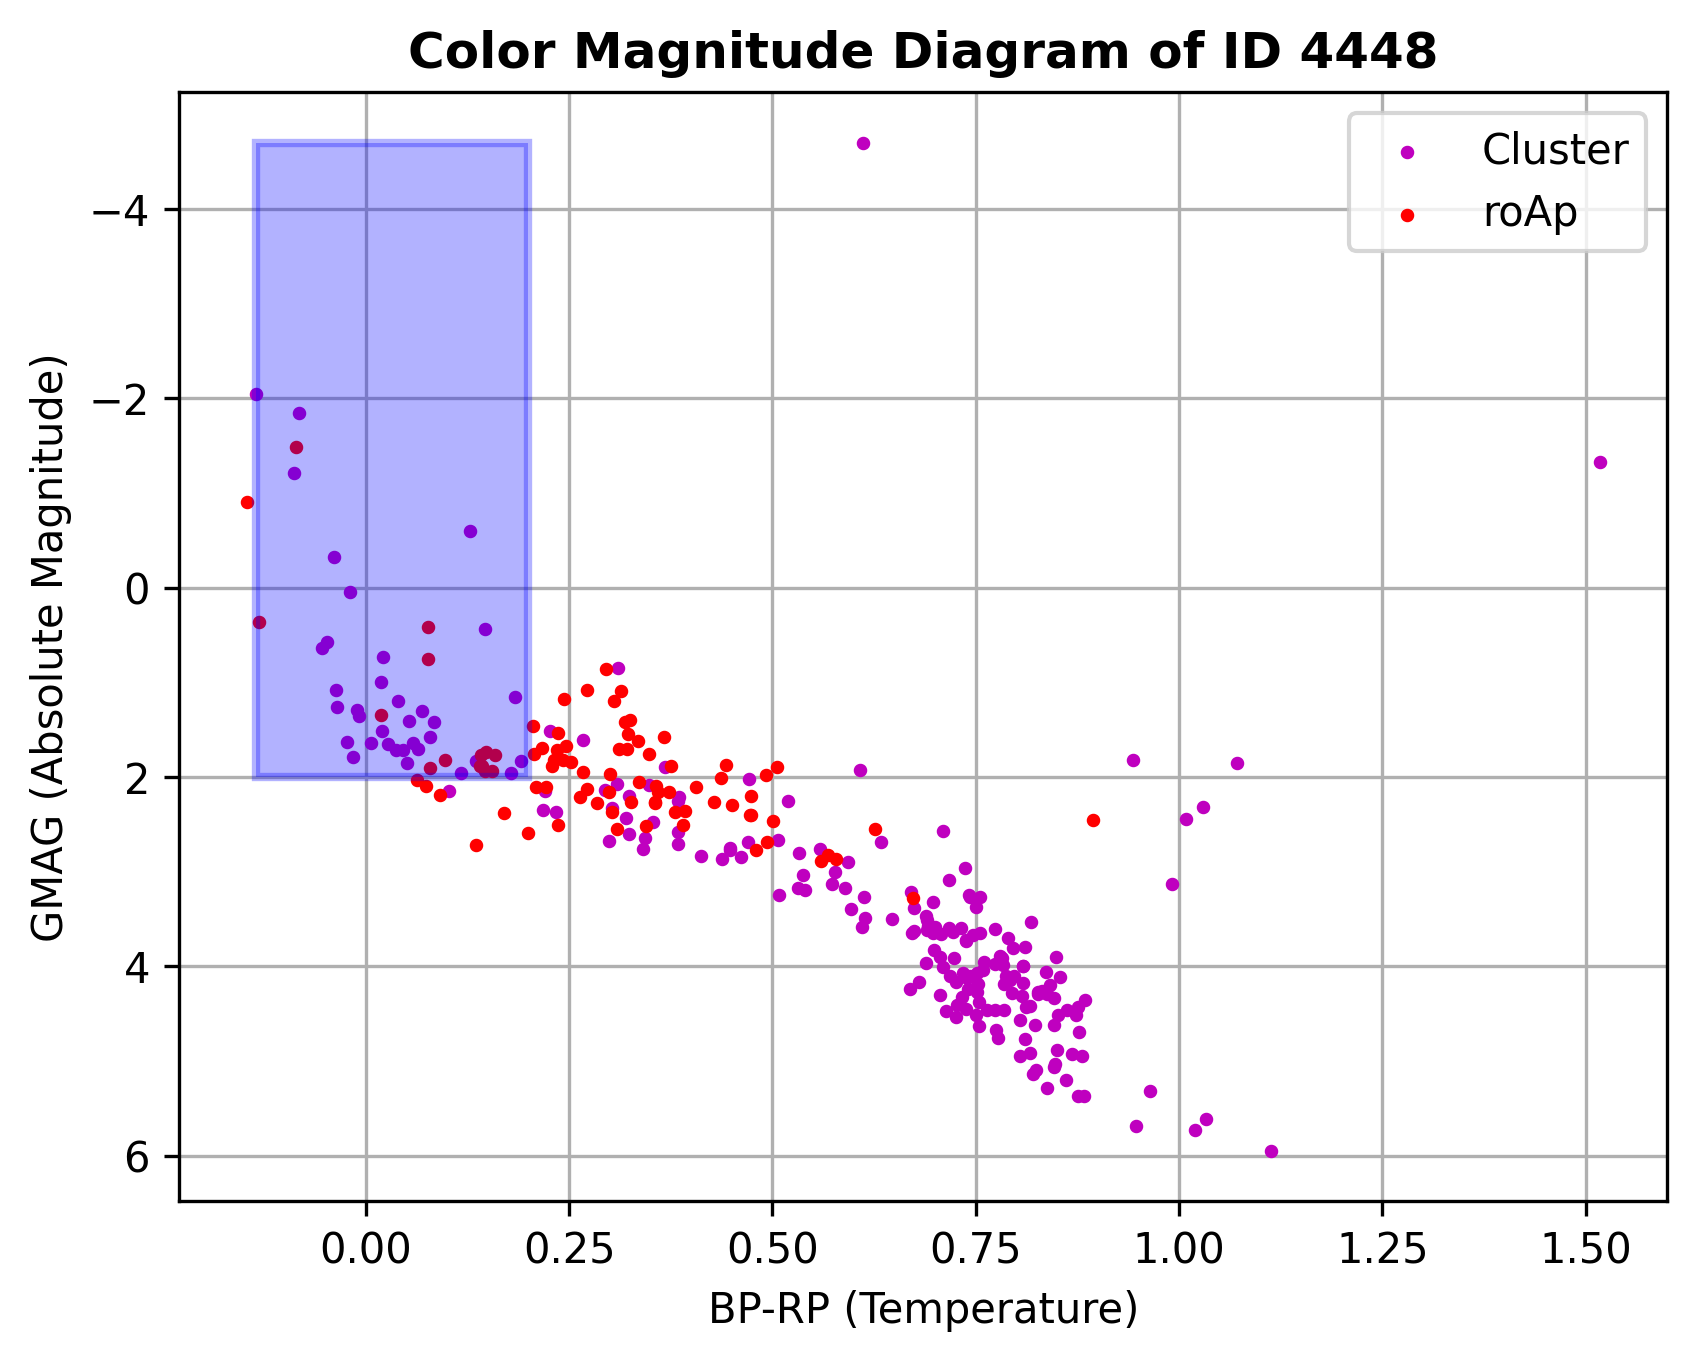 Color Magnitude Diagram of ID 4448
Cluster
roAp
GMAG (Absolute Magnitude)
−4
−2
0
2
4
6
0.00 0.25 0.50 0.75 1.00 1.25 1.50
BP-RP (Temperature)